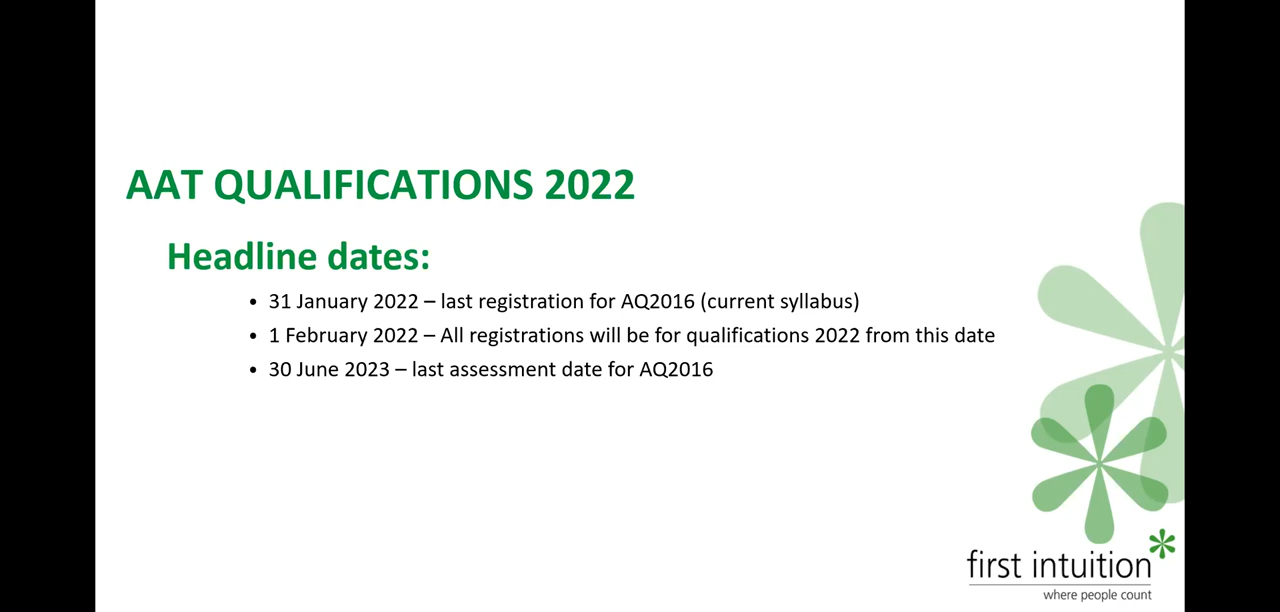 AAT QUALIFICATIONS 2022
Headline dates:
• 31 January 2022 – last registration for AQ2016 (current syllabus)
• 1 February 2022 – All registrations will be for qualifications 2022 from this date
• 30 June 2023 – last assessment date for AQ2016
first intuition
where people count